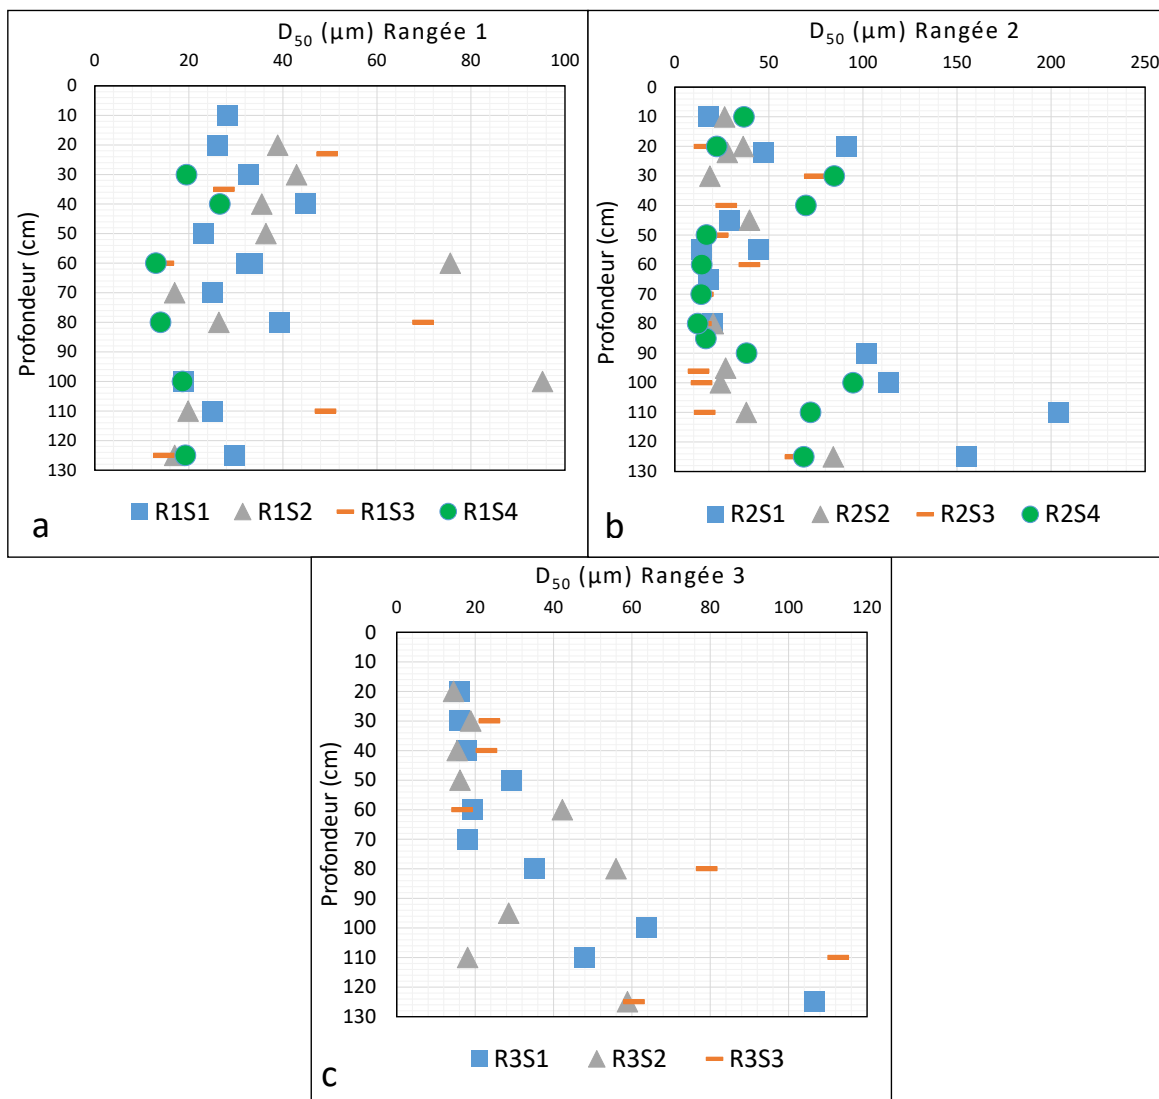 D₅₀ (µm) Rangée 1
0 20 40 60 80 100
Profondeur (cm)
0
10
20
30
40
50
60
70
80
90
100
110
120
130
R1S1 R1S2 R1S3 R1S4
a
D₅₀ (µm) Rangée 2
0 50 100 150 200 250
Profondeur (cm)
0
10
20
30
40
50
60
70
80
90
100
110
120
130
R2S1 R2S2 R2S3 R2S4
b
D₅₀ (µm) Rangée 3
0 20 40 60 80 100 120
Profondeur (cm)
0
10
20
30
40
50
60
70
80
90
100
110
120
130
R3S1 R3S2 R3S3
c